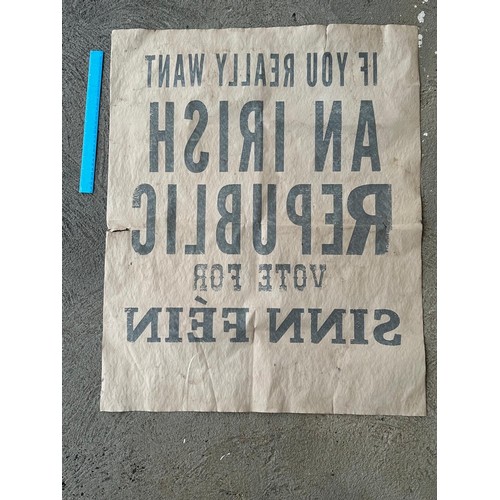 IF YOU REALLY WANT
AN IRISH
REPUBLIC
VOTE FOR
SINN FÉIN